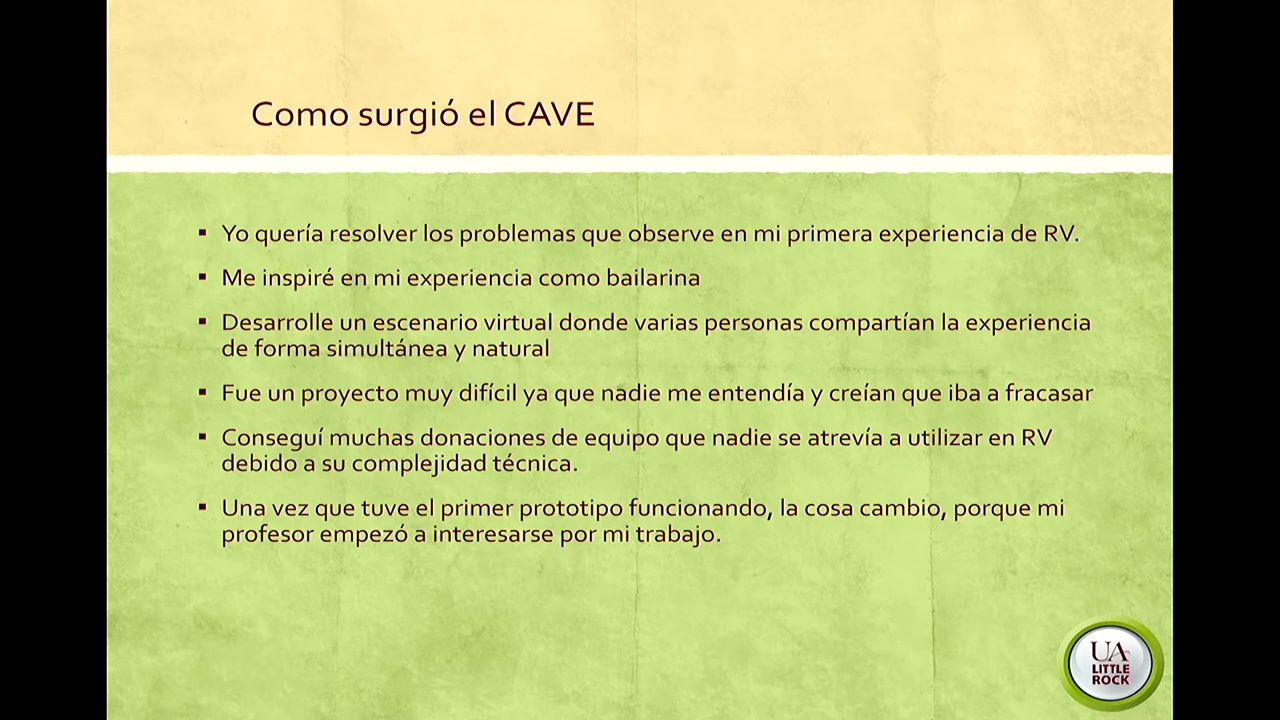 Como surgió el CAVE
▪ Yo quería resolver los problemas que observe en mi primera experiencia de RV.
▪ Me inspiré en mi experiencia como bailarina
▪ Desarrolle un escenario virtual donde varias personas compartían la experiencia
de forma simultánea y natural
▪ Fue un proyecto muy difícil ya que nadie me entendía y creían que iba a fracasar
▪ Conseguí muchas donaciones de equipo que nadie se atrevía a utilizar en RV
debido a su complejidad técnica.
▪ Una vez que tuve el primer prototipo funcionando, la cosa cambio, porque mi
profesor empezó a interesarse por mi trabajo.
UA
LITTLE
ROCK